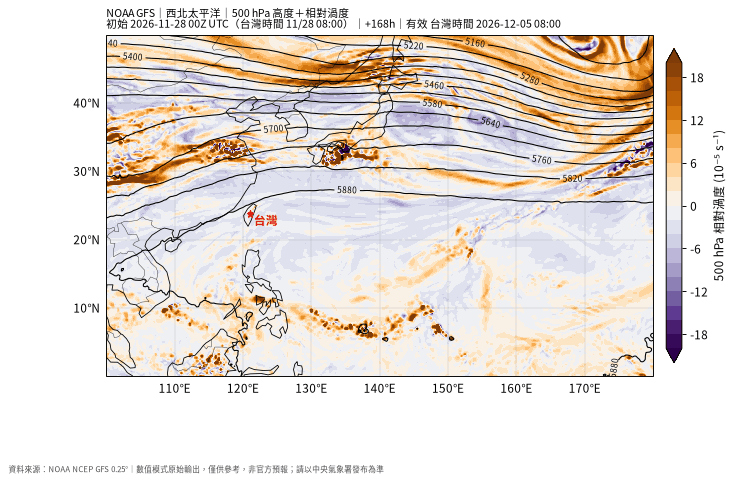 NOAA GFS｜西北太平洋｜500 hPa 高度＋相對渦度
初始 2026-11-28 00Z UTC（台灣時間 11/28 08:00）｜+168h｜有效 台灣時間 2026-12-05 08:00
40
5400
5220
5160
5280
5460
5580
5640
5700
5760
5820
5880
5880
台灣
40°N
30°N
20°N
10°N
110°E
120°E
130°E
140°E
150°E
160°E
170°E
18
12
6
0
-6
-12
-18
500 hPa 相對渦度 (10⁻⁵ s⁻¹)
資料來源：NOAA NCEP GFS 0.25°｜數值模式原始輸出，僅供參考，非官方預報；請以中央氣象署發布為準